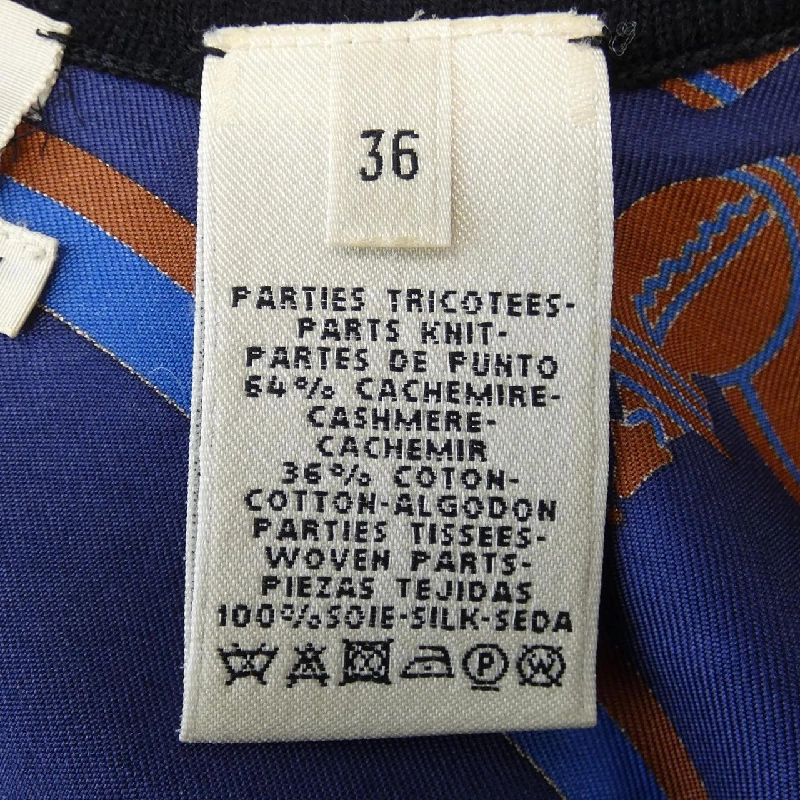 36
PARTIES TRICOTEES-
PARTS KNIT-
PARTES DE PUNTO
64% CACHEMIRE-
CASHMERE-
CACHEMIR
36% COTON-
COTTON-ALGODON
PARTIES TISSEES-
WOVEN PARTS-
PIEZAS TEJIDAS
100%SOIE-SILK-SEDA
P W